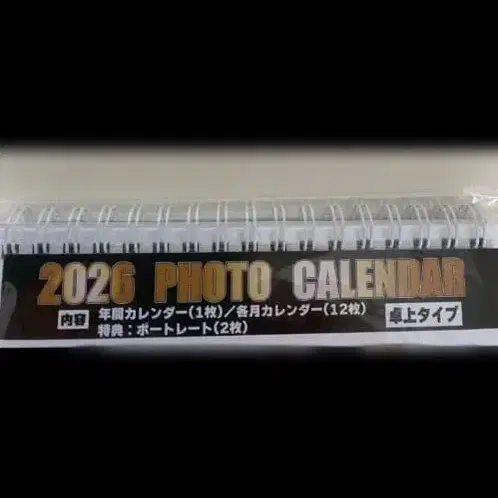 2026 PHOTO CALENDAR
内容 年間カレンダー(1枚)/各月カレンダー(12枚)
特典:ポートレート(2枚)
卓上タイプ